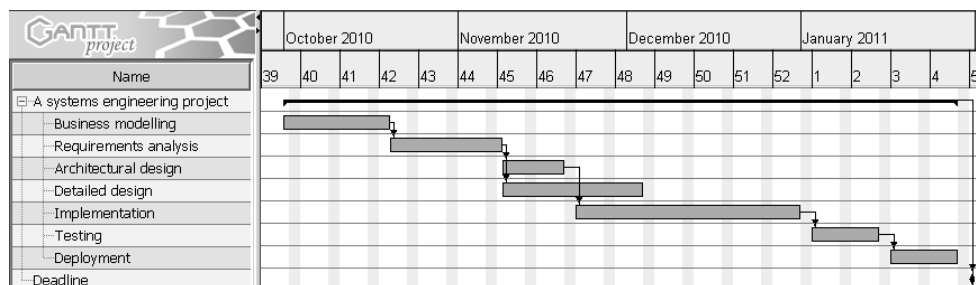 GANTT
project
October 2010 November 2010 December 2010 January 2011
Name
39 40 41 42 43 44 45 46 47 48 49 50 51 52 1 2 3 4 5
A systems engineering project
Business modelling
Requirements analysis
Architectural design
Detailed design
Implementation
Testing
Deployment
Deadline